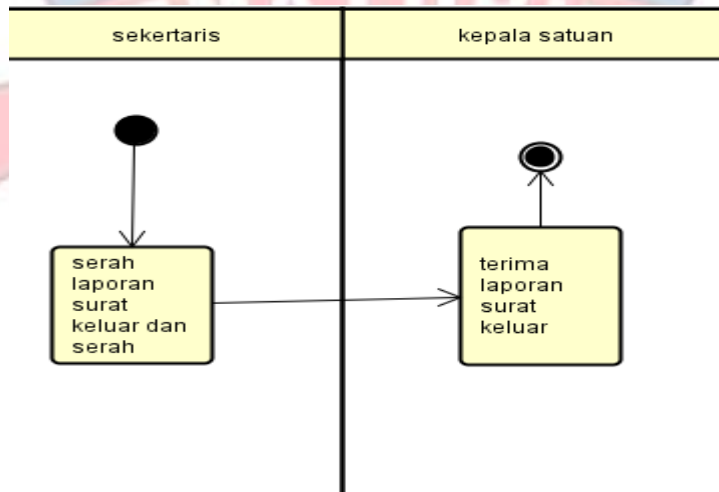 sekertaris
kepala satuan
serah
laporan
surat
keluar dan
serah
terima
laporan
surat
keluar